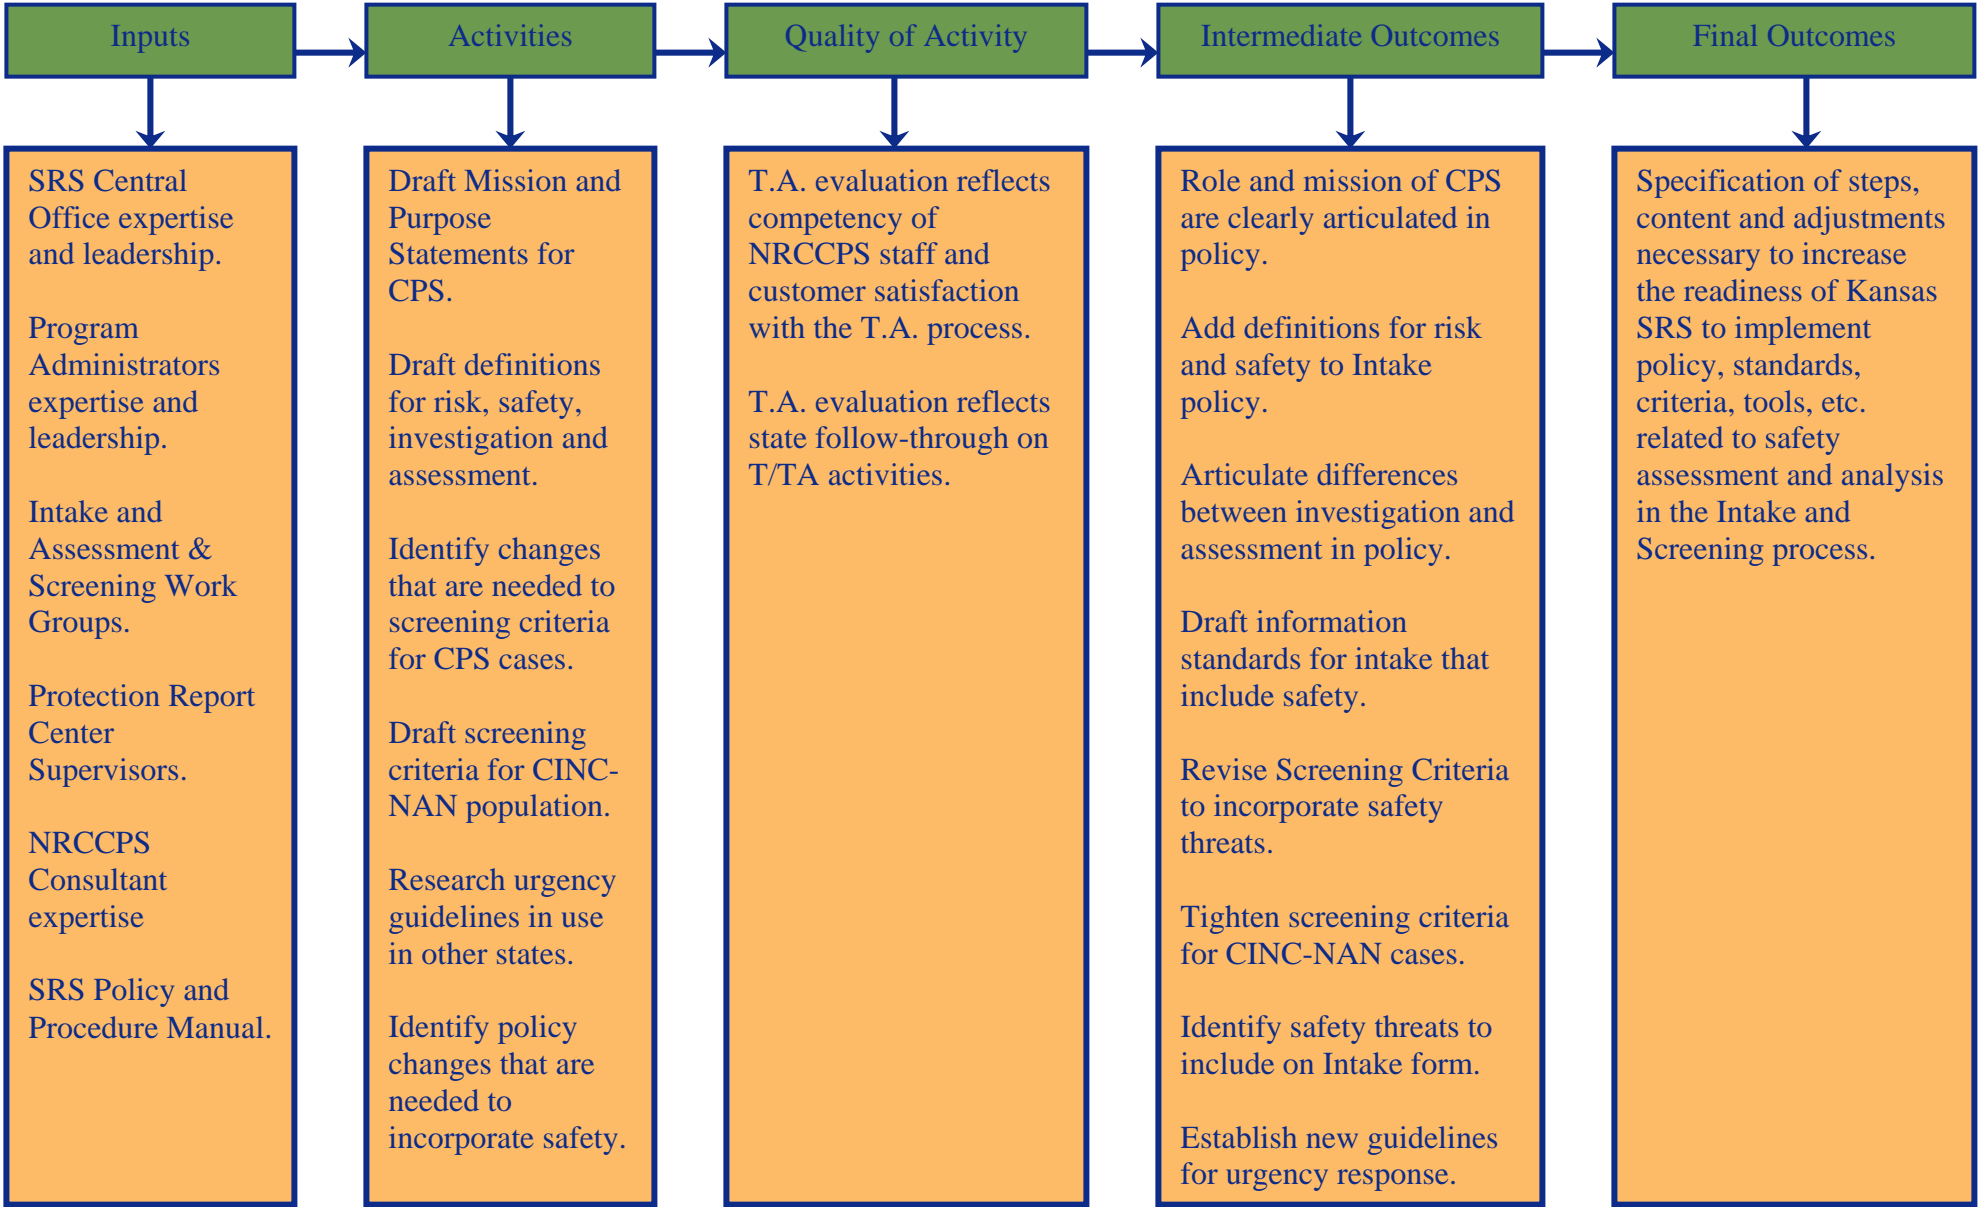 Inputs
Activities
Quality of Activity
Intermediate Outcomes
Final Outcomes
SRS Central
Office expertise
and leadership.
Program
Administrators
expertise and
leadership.
Intake and
Assessment &
Screening Work
Groups.
Protection Report
Center
Supervisors.
NRCCPS
Consultant
expertise
SRS Policy and
Procedure Manual.
Draft Mission and
Purpose
Statements for
CPS.
Draft definitions
for risk, safety,
investigation and
assessment.
Identify changes
that are needed to
screening criteria
for CPS cases.
Draft screening
criteria for CINC-
NAN population.
Research urgency
guidelines in use
in other states.
Identify policy
changes that are
needed to
incorporate safety.
T.A. evaluation reflects
competency of
NRCCPS staff and
customer satisfaction
with the T.A. process.
T.A. evaluation reflects
state follow-through on
T/TA activities.
Role and mission of CPS
are clearly articulated in
policy.
Add definitions for risk
and safety to Intake
policy.
Articulate differences
between investigation and
assessment in policy.
Draft information
standards for intake that
include safety.
Revise Screening Criteria
to incorporate safety
threats.
Tighten screening criteria
for CINC-NAN cases.
Identify safety threats to
include on Intake form.
Establish new guidelines
for urgency response.
Specification of steps,
content and adjustments
necessary to increase
the readiness of Kansas
SRS to implement
policy, standards,
criteria, tools, etc.
related to safety
assessment and analysis
in the Intake and
Screening process.